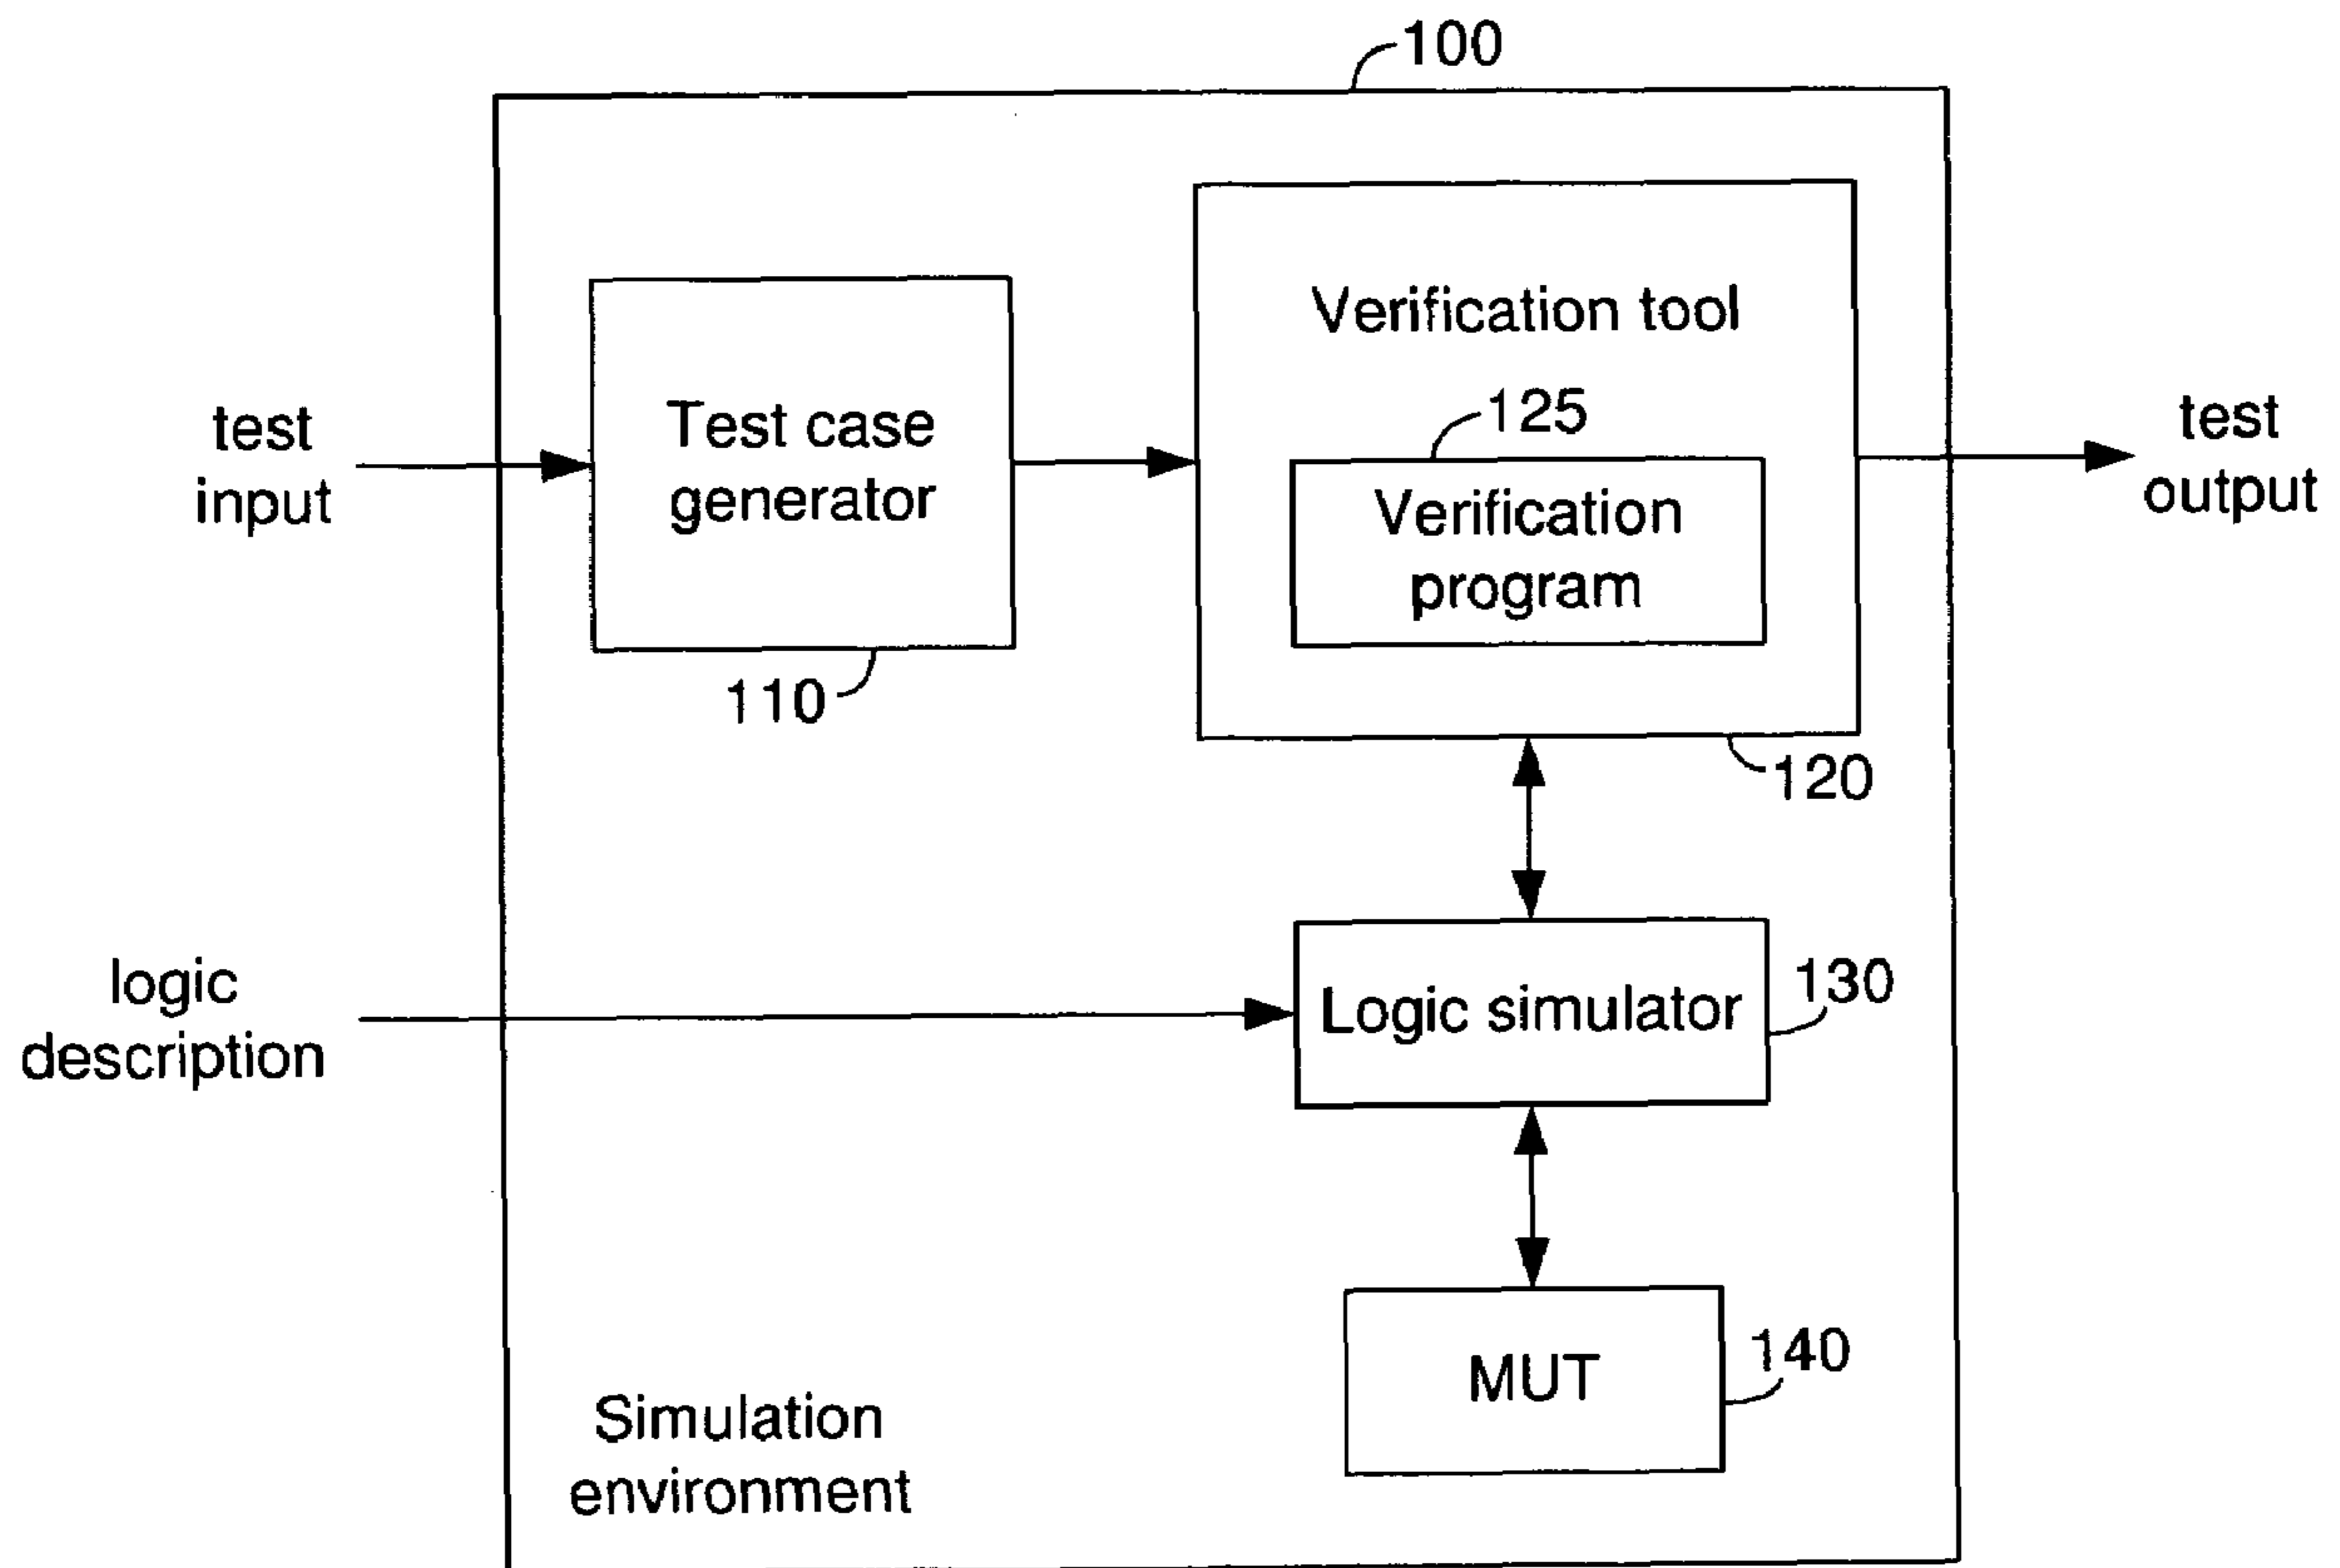 100
Verification tool
125
Verification
program
Test case
generator
110
test
input
test
output
120
logic
description
Logic simulator
130
MUT
140
Simulation
environment